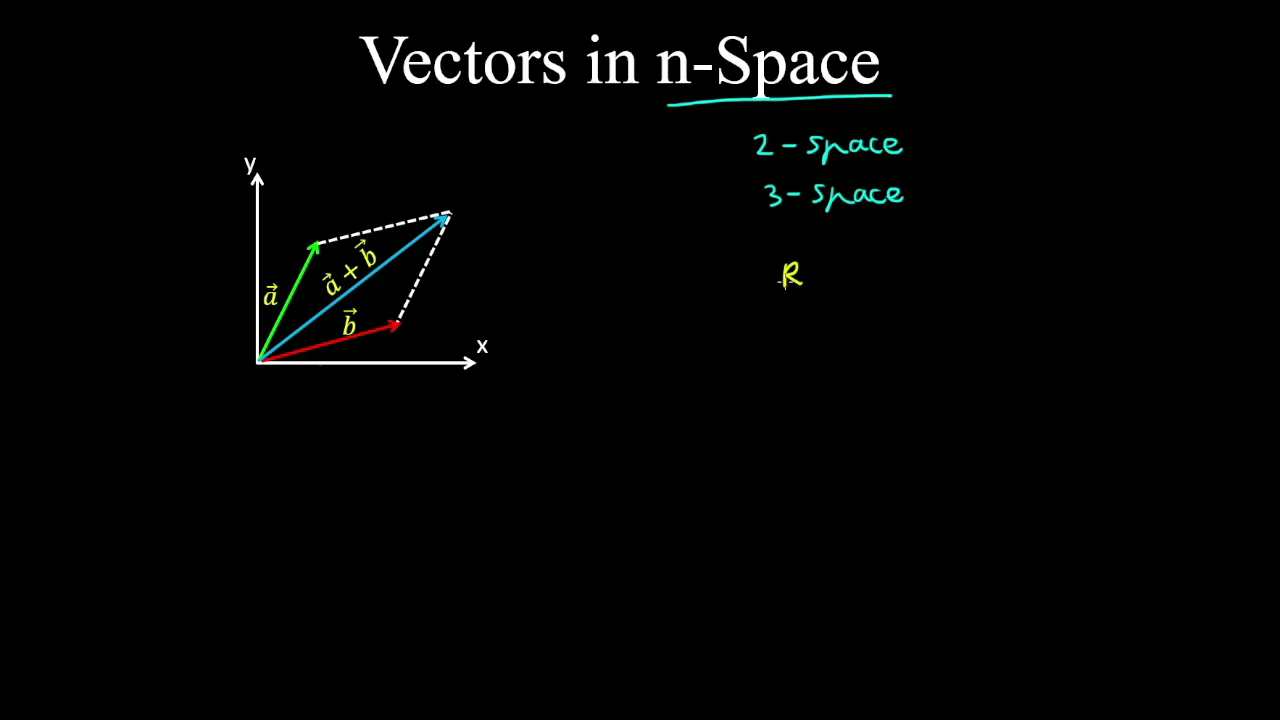 Vectors in n-Space
2 - space
3 - space
y
a⃗ + b⃗
R
a⃗
b⃗
x